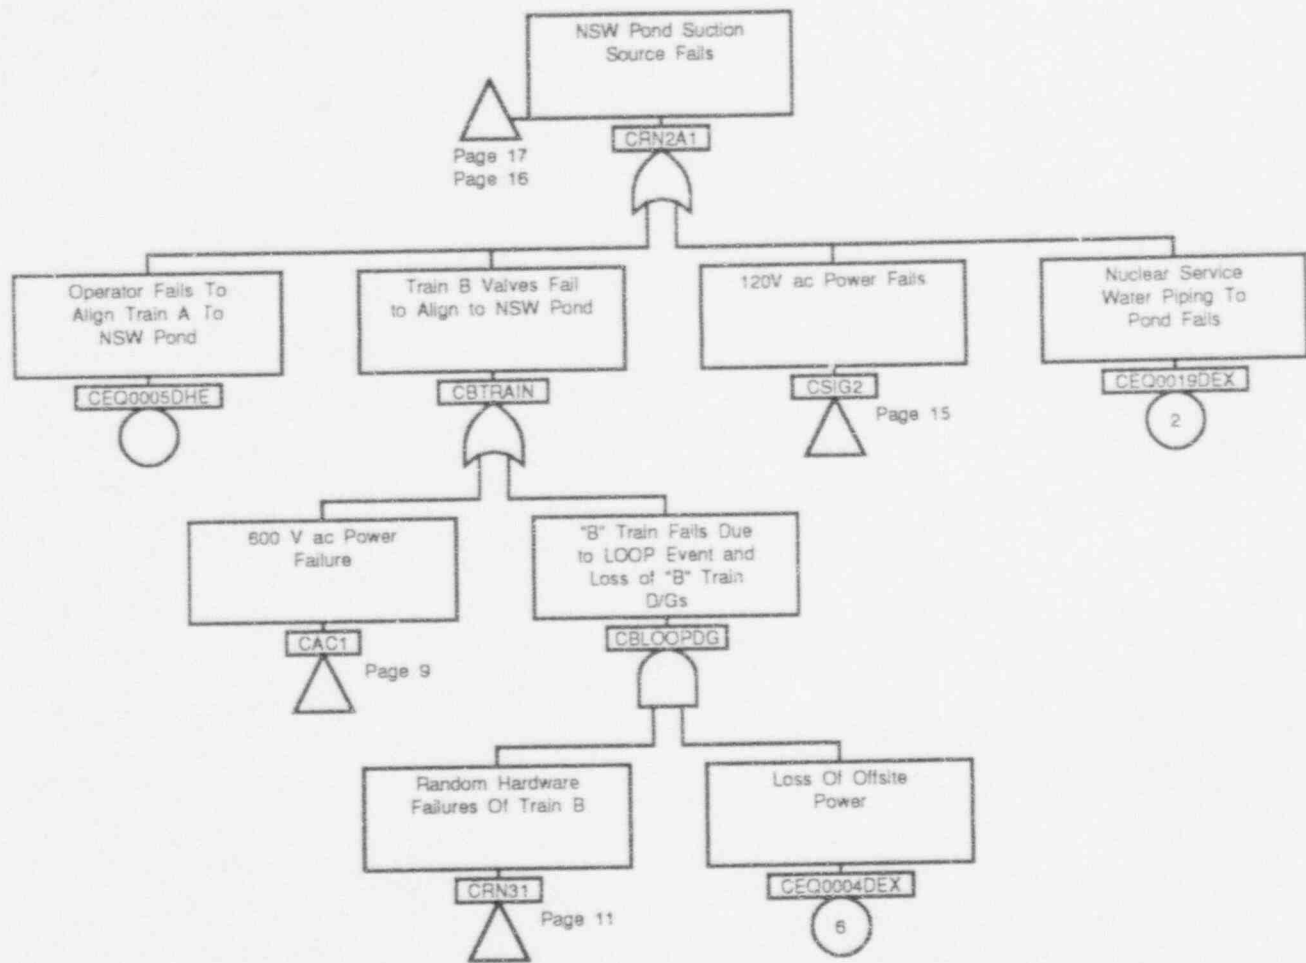 NSW Pond Suction
Source Fails
CRN2A1
Page 17
Page 16
Operator Fails To
Align Train A To
NSW Pond
CEQ0005DHE
Train B Valves Fail
to Align to NSW Pond
CBTRAIN
120V ac Power Fails
CSIG2
Page 15
Nuclear Service
Water Piping To
Pond Fails
CEQ0019DEX
2
600 V ac Power
Failure
CAC1
Page 9
"B" Train Fails Due
to LOOP Event and
Loss of "B" Train
D/Gs
CBLOOPDG
Random Hardware
Failures Of Train B
CRN31
Page 11
Loss Of Offsite
Power
CEQ0004DEX
6